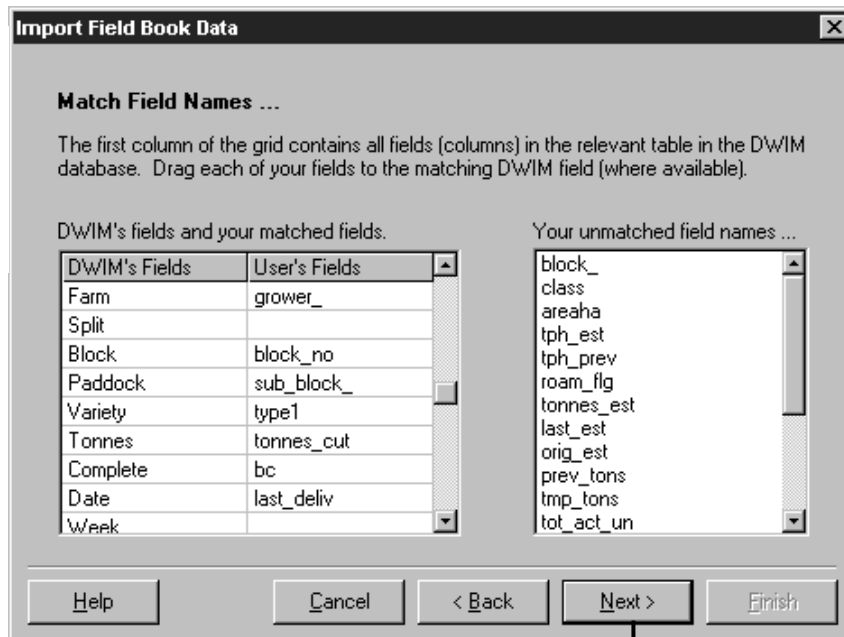 Import Field Book Data
Match Field Names ...
The first column of the grid contains all fields (columns) in the relevant table in the DWIM
database. Drag each of your fields to the matching DWIM field (where available).
DWIM's fields and your matched fields.
DWIM's Fields User's Fields
Farm grower_
Split
Block block_no
Paddock sub_block_
Variety type1
Tonnes tonnes_cut
Complete bc
Date last_deliv
Week
Your unmatched field names ...
block_
class
areaha
tph_est
tph_prev
roam_flg
tonnes_est
last_est
orig_est
prev_tons
tmp_tons
tot_act_un
Help Cancel < Back Next > Finish